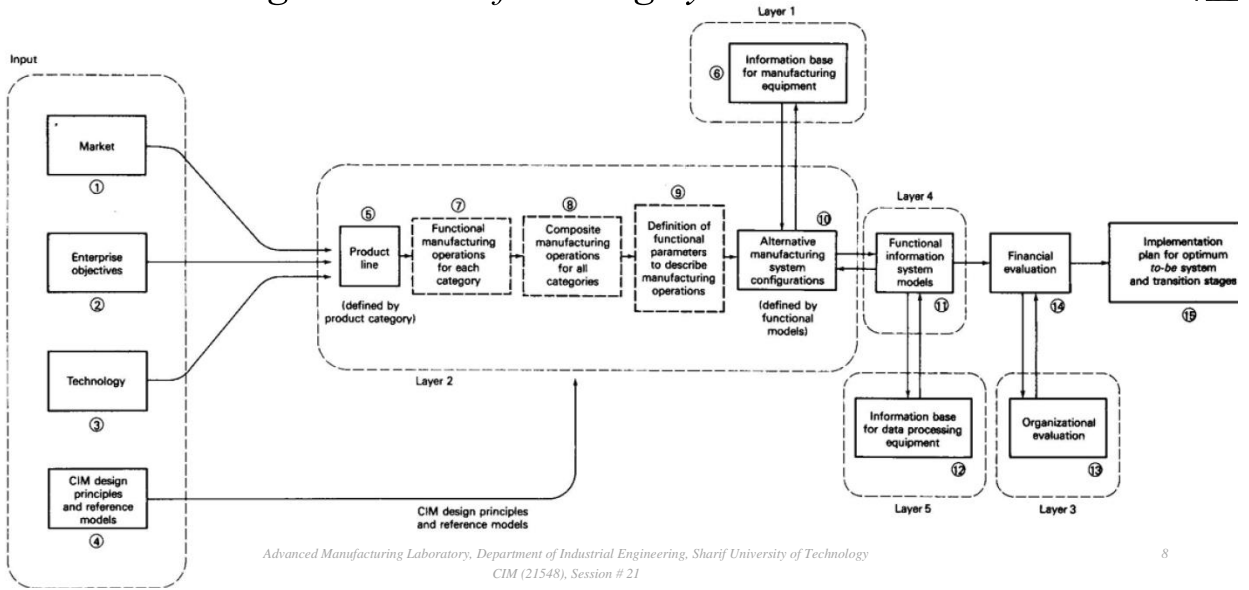 Layer 1
Input
⑥
Information base
for manufacturing
equipment
Market
①
Enterprise
objectives
②
Technology
③
CIM design
principles
and reference
models
④
⑤
Product
line
(defined by
product category)
⑦
Functional
manufacturing
operations
for each
category
⑧
Composite
manufacturing
operations
for all
categories
⑨
Definition of
functional
parameters
to describe
manufacturing
operations
⑩
Alternative
manufacturing
system
configurations
(defined by
functional
models)
Layer 2
CIM design principles
and reference models
Layer 4
Functional
information
system
models
⑪
Financial
evaluation
⑭
Implementation
plan for optimum
to-be system
and transition stages
⑮
Information base
for data processing
equipment
⑫
Layer 5
Organizational
evaluation
⑬
Layer 3
Advanced Manufacturing Laboratory, Department of Industrial Engineering, Sharif University of Technology
CIM (21548), Session # 21
8